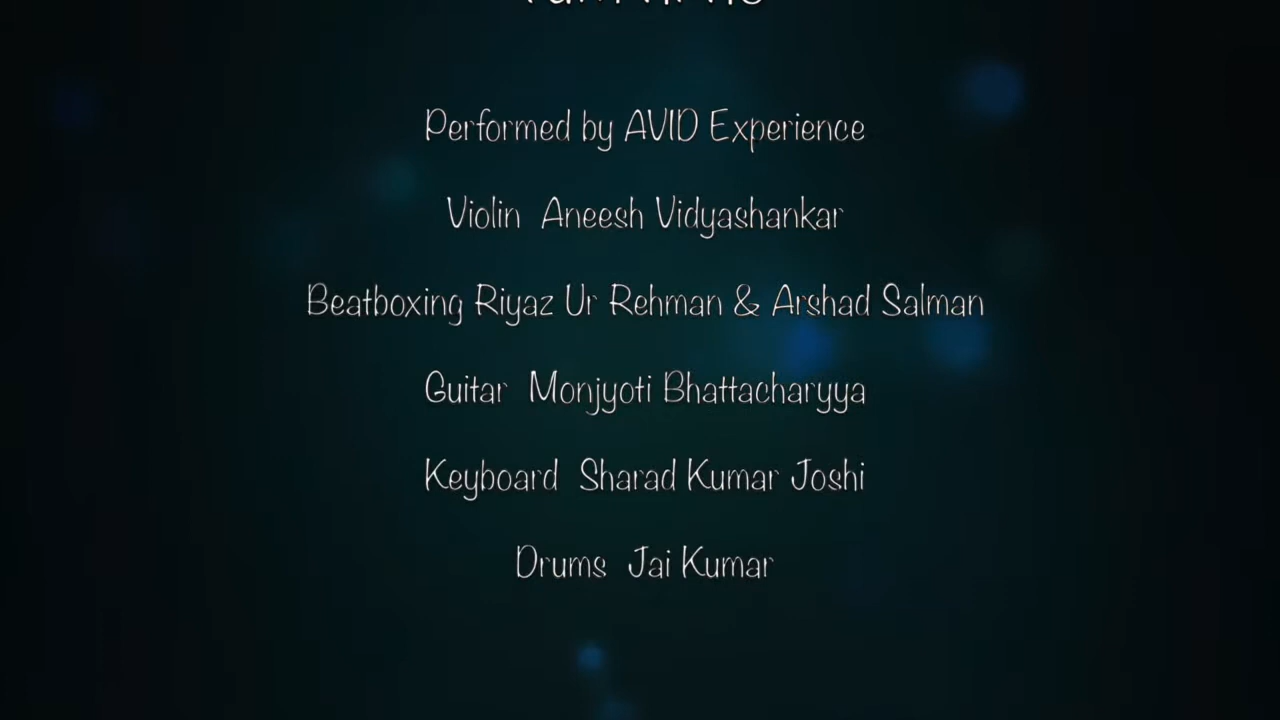 Performed by AVID Experience
Violin Aneesh Vidyashankar
Beatboxing Riyaz Ur Rehman & Arshad Salman
Guitar Monjyoti Bhattacharyya
Keyboard Sharad Kumar Joshi
Drums Jai Kumar